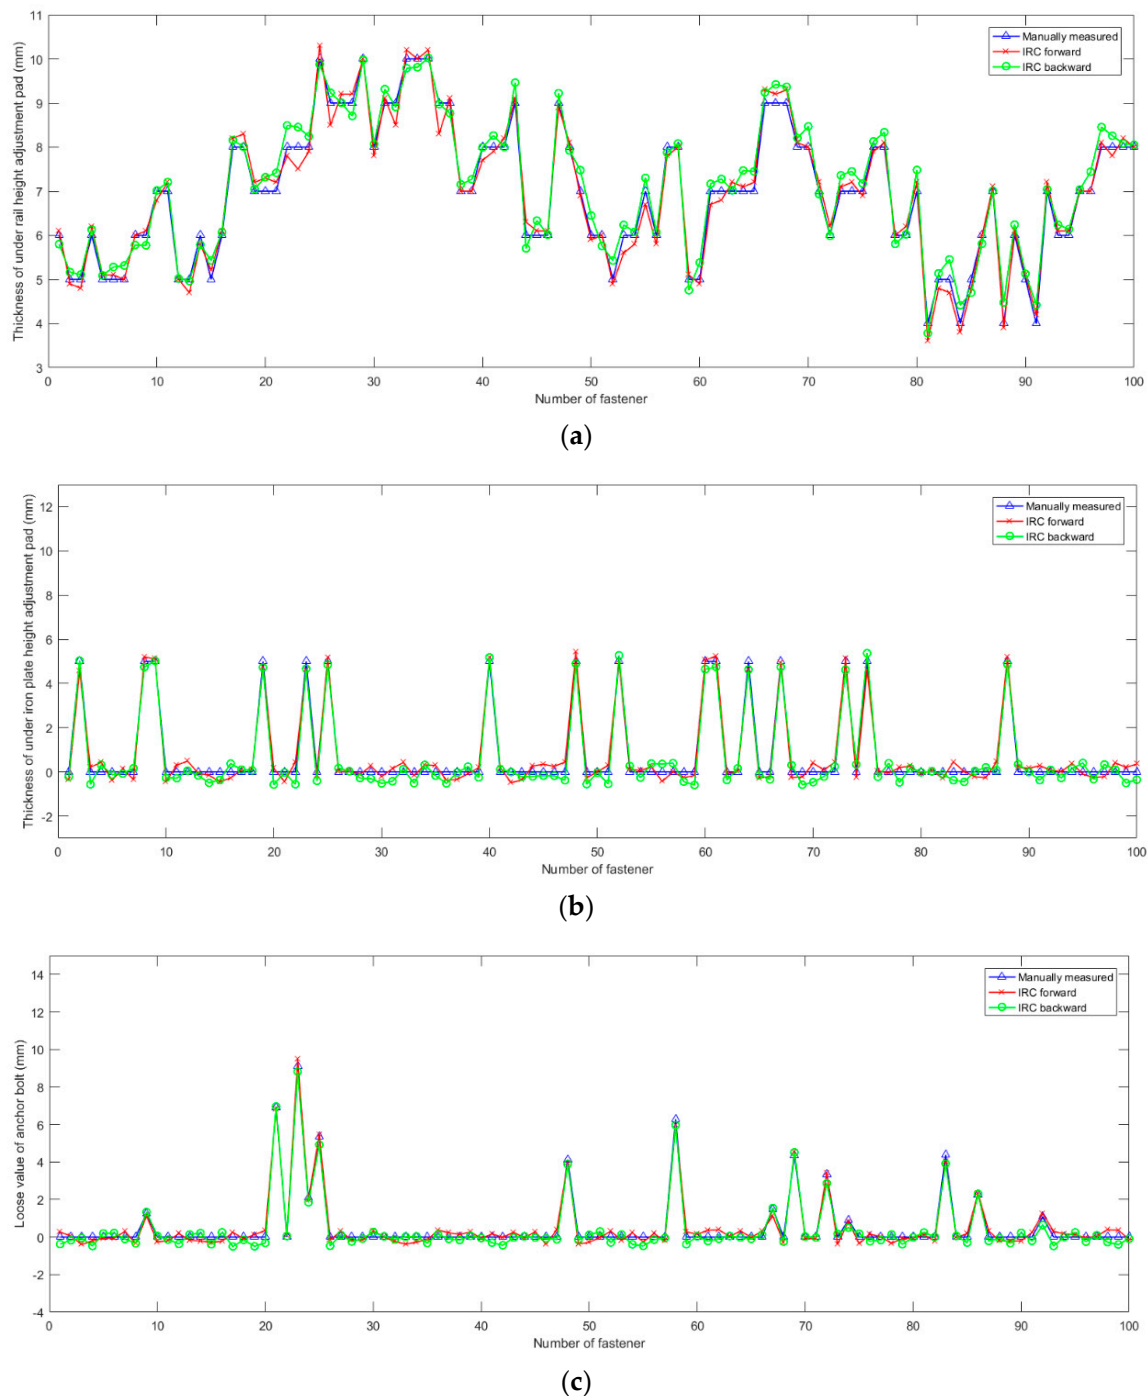 11
10
9
8
7
6
5
4
3
Thickness of under rail height adjustment pad (mm)
Manually measured
IRC forward
IRC backward
0 10 20 30 40 50 60 70 80 90 100
Number of fastener
(a)
12
10
8
6
4
2
0
-2
Thickness of under iron plate height adjustment pad (mm)
Manually measured
IRC forward
IRC backward
0 10 20 30 40 50 60 70 80 90 100
Number of fastener
(b)
14
12
10
8
6
4
2
0
-2
-4
Loose value of anchor bolt (mm)
Manually measured
IRC forward
IRC backward
0 10 20 30 40 50 60 70 80 90 100
Number of fastener
(c)